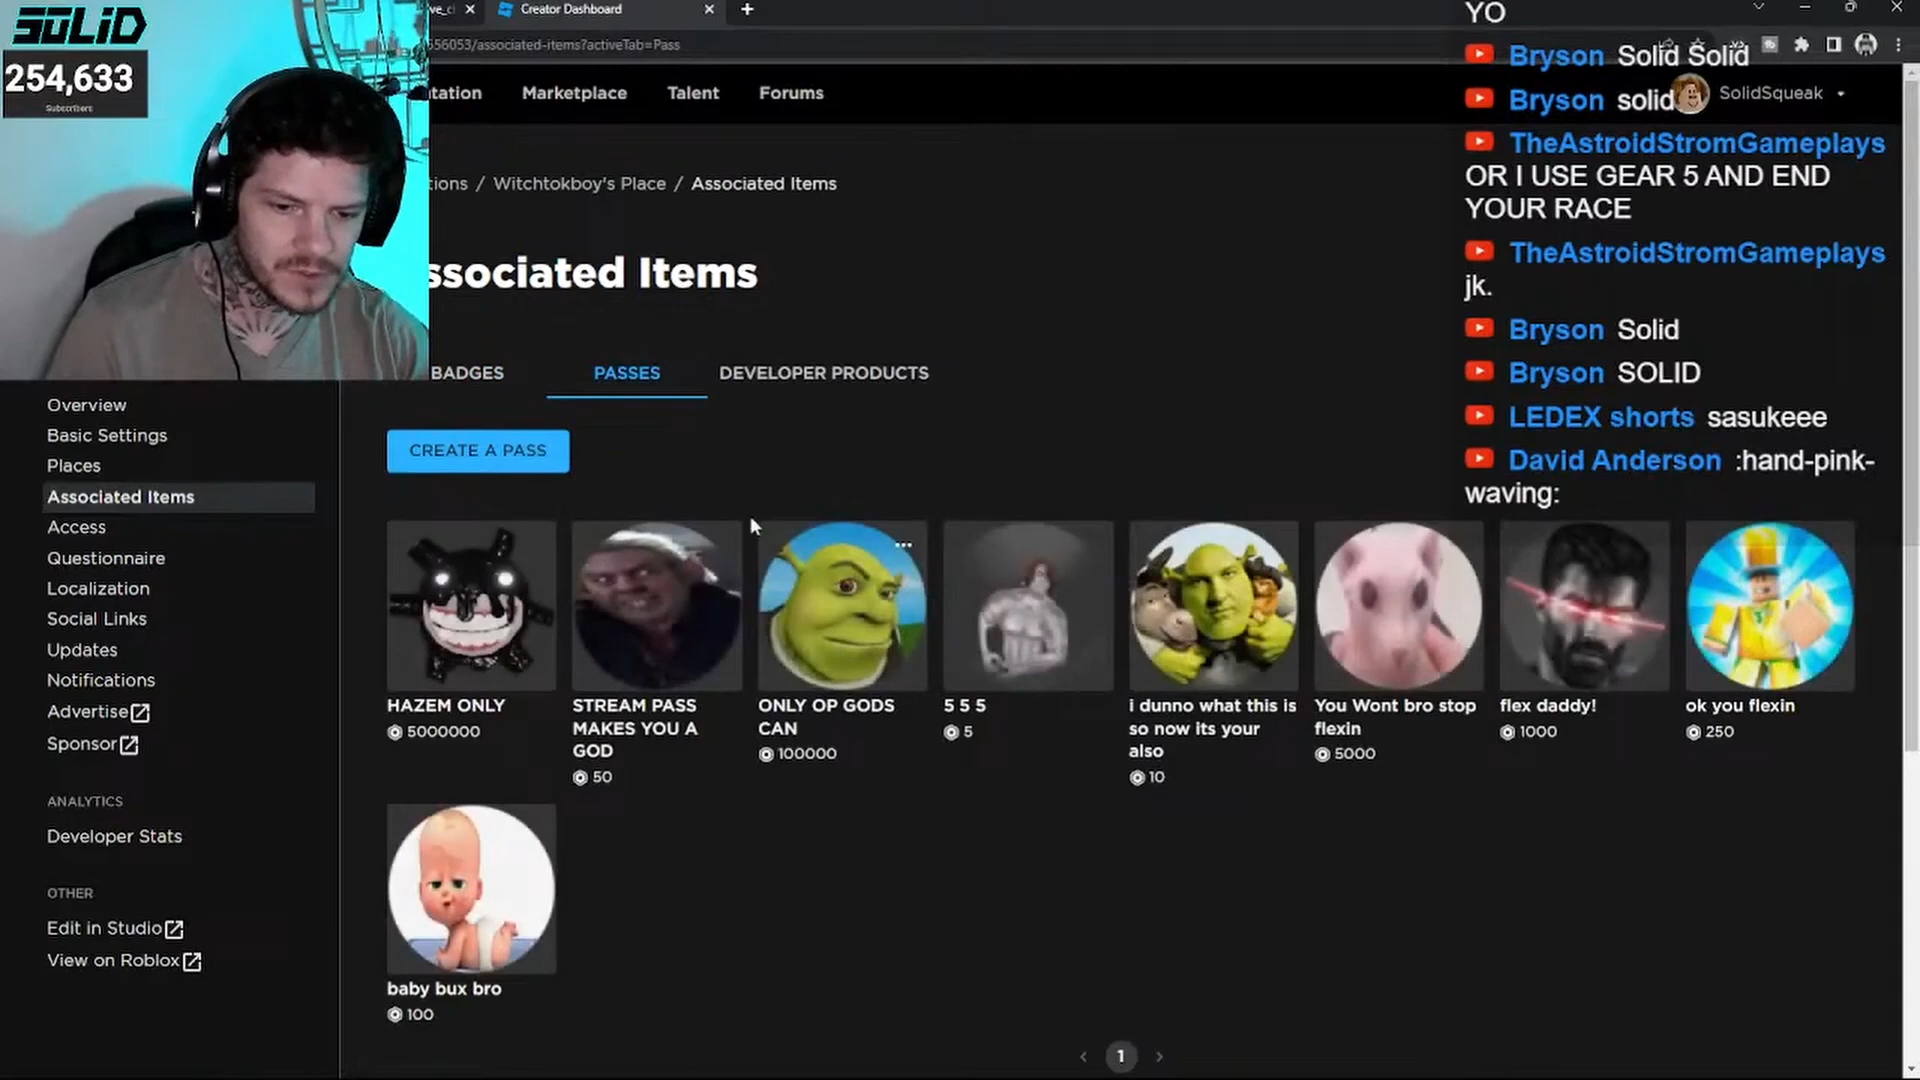 SOLID
254,633
Subscribers
Creator Dashboard
556053/associated-items?activeTab=Pass
Marketplace
Talent
Forums
SolidSqueak
Witchtokboy's Place / Associated Items
ssociated Items
BADGES
PASSES
DEVELOPER PRODUCTS
CREATE A PASS
Overview
Basic Settings
Places
Associated Items
Access
Questionnaire
Localization
Social Links
Updates
Notifications
Advertise
Sponsor
ANALYTICS
Developer Stats
OTHER
Edit in Studio
View on Roblox
HAZEM ONLY
5000000
STREAM PASS
MAKES YOU A
GOD
50
ONLY OP GODS
CAN
100000
5 5 5
5
i dunno what this is
so now its your
also
10
You Wont bro stop
flexin
5000
flex daddy!
1000
ok you flexin
250
baby bux bro
100
1
YO
Bryson Solid Solid
Bryson solid
TheAstroidStromGameplays
OR I USE GEAR 5 AND END
YOUR RACE
TheAstroidStromGameplays
jk.
Bryson Solid
Bryson SOLID
LEDEX shorts sasukeee
David Anderson :hand-pink-
waving: